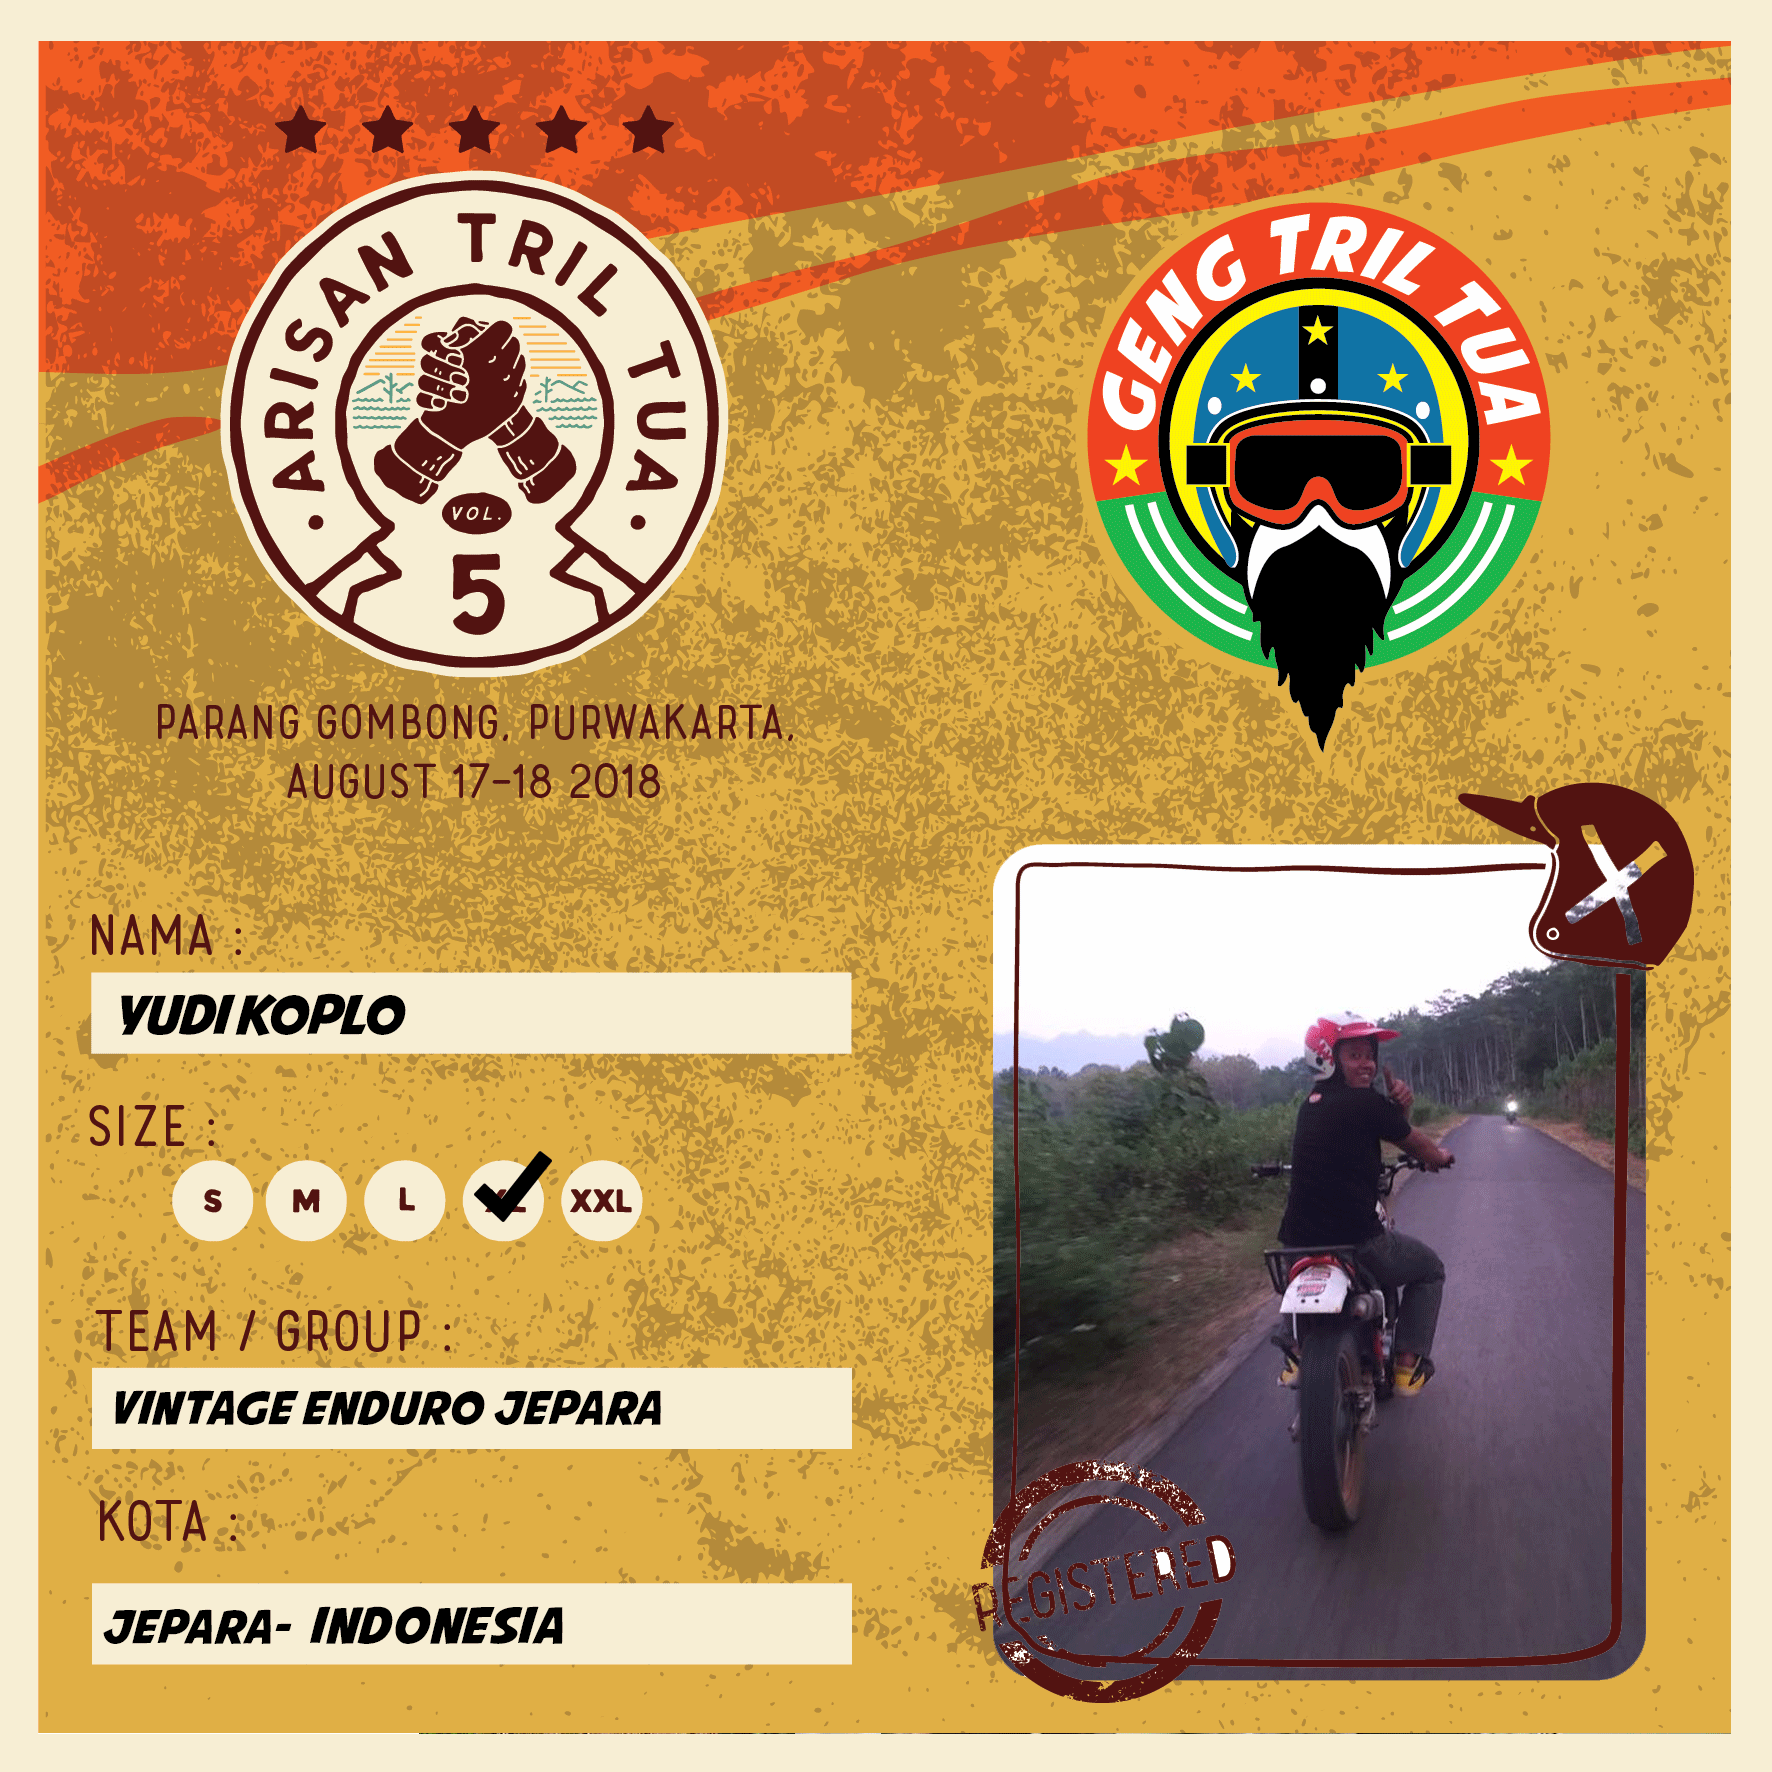 ARISAN TRIL TUA
VOL.
5
GENG TRIL TUA
PARANG GOMBONG, PURWAKARTA,
AUGUST 17-18 2018
NAMA :
YUDI KOPLO
SIZE :
S M L XL XXL
TEAM / GROUP :
VINTAGE ENDURO JEPARA
KOTA :
JEPARA- INDONESIA
REGISTERED